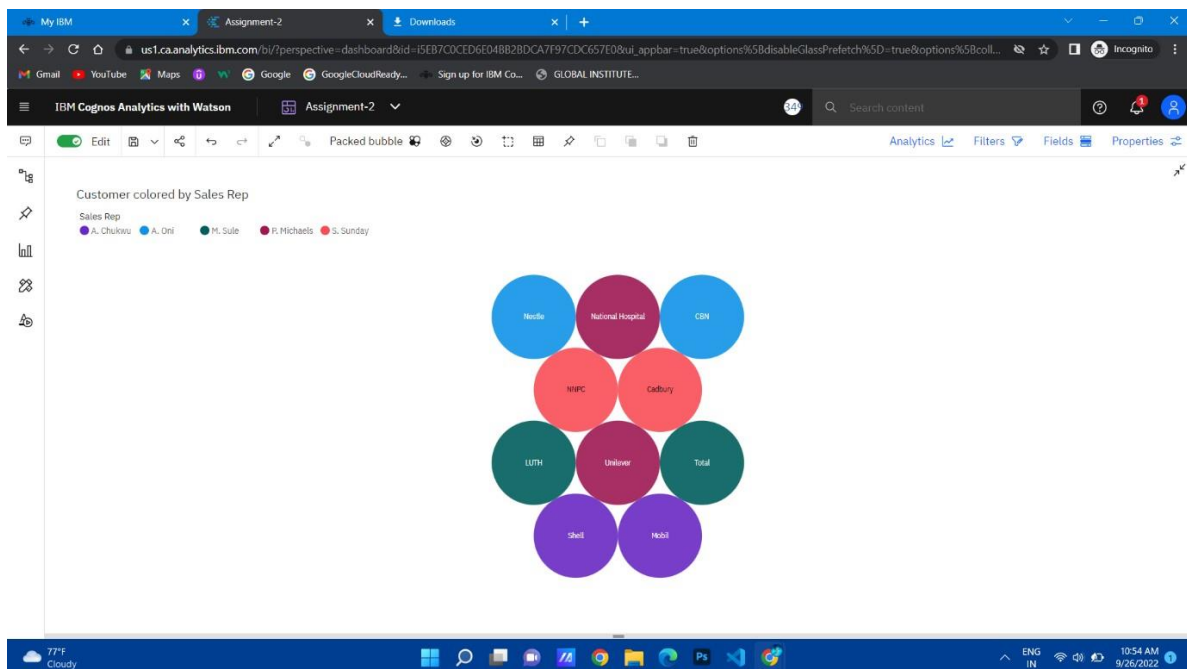 My IBM
Assignment-2
Downloads
us1.ca.analytics.ibm.com/bi/?perspective=dashboard&id=i5EB7C0CED6E04BB2BDCA7F97CDC657E0&ui_appbar=true&options%5BdisableGlassPrefetch%5D=true&options%5Bcoll...
Incognito
Gmail YouTube Maps Google GoogleCloudReady... Sign up for IBM Co... GLOBAL INSTITUTE...
IBM Cognos Analytics with Watson Assignment-2 Search content 1
Edit Packed bubble Analytics Filters Fields Properties
Customer colored by Sales Rep
Sales Rep
A. Chukwu A. Oni M. Sule P. Michaels S. Sunday
Nestle National Hospital CBN
NNPC Cadbury
LUTH Unilever Total
Shell Mobil
77°F
Cloudy
Ps
ENG
IN
10:54 AM
9/26/2022
1